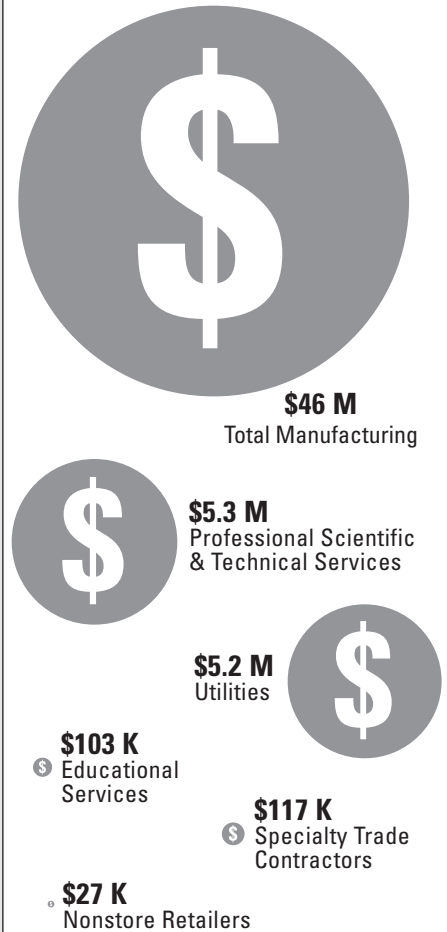 $
$46 M
Total Manufacturing
$
$5.3 M
Professional Scientific
& Technical Services
$5.2 M
Utilities
$
$103 K
$
Educational
Services
$117 K
$
Specialty Trade
Contractors
$27 K
$
Nonstore Retailers